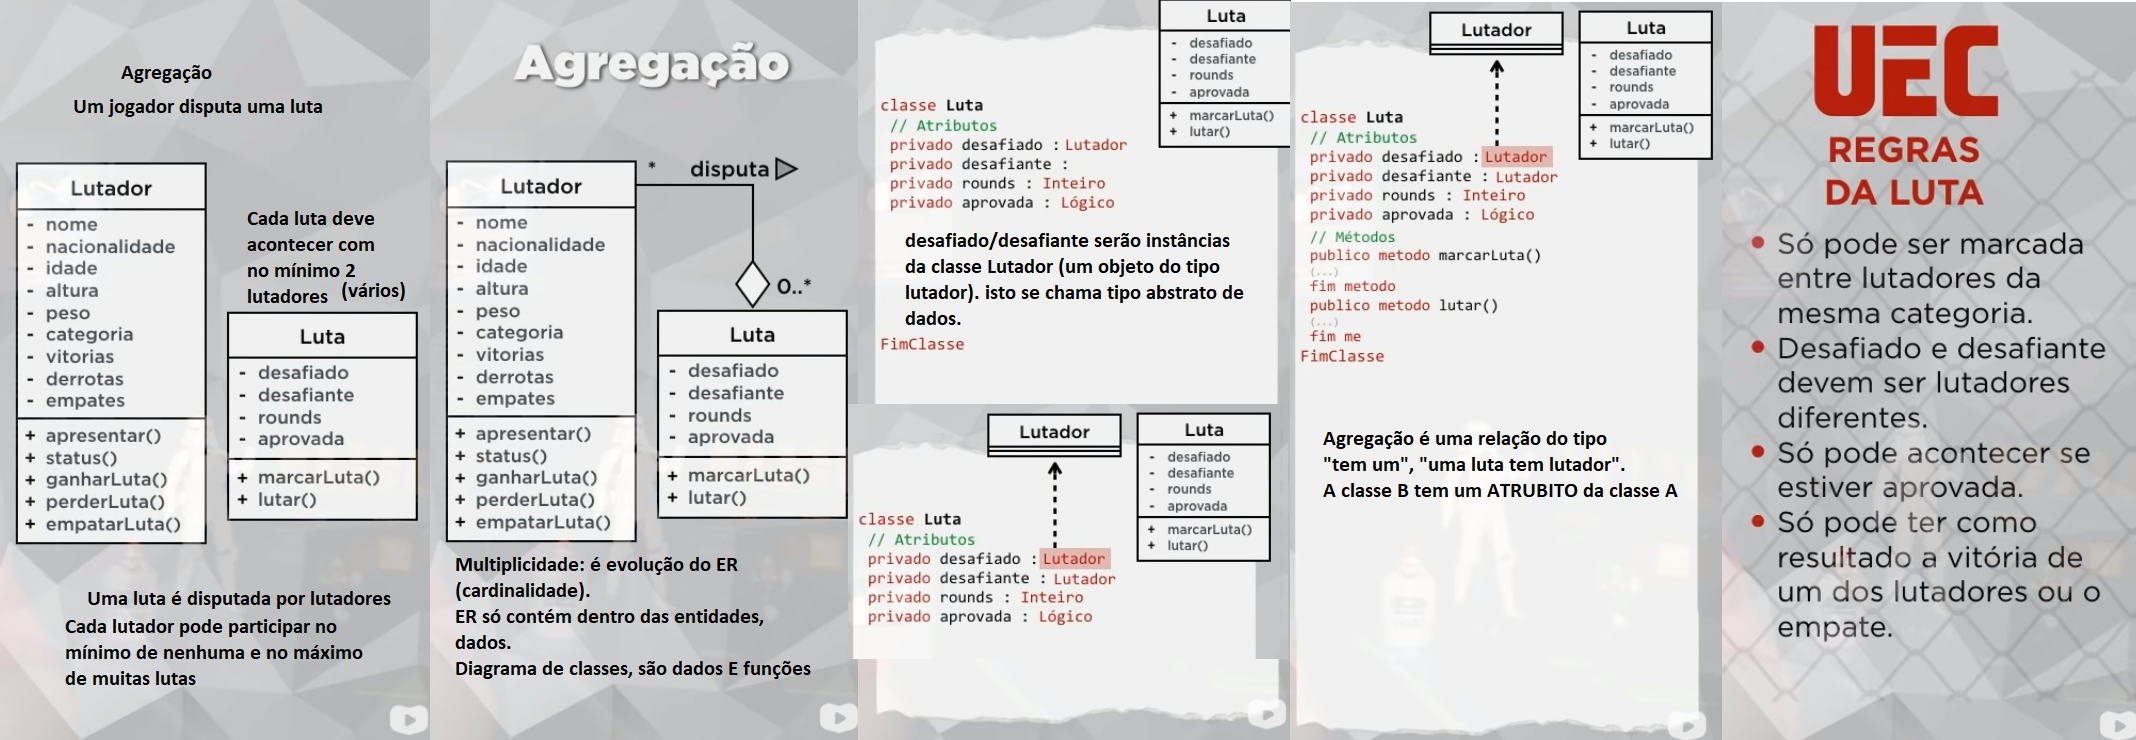 Agregação
Um jogador disputa uma luta
Lutador
- nome
- nacionalidade
- idade
- altura
- peso
- categoria
- vitorias
- derrotas
- empates
+ apresentar()
+ status()
+ ganharLuta()
+ perderLuta()
+ empatarLuta()
Cada luta deve
acontecer com
no mínimo 2
lutadores (vários)
Luta
- desafiado
- desafiante
- rounds
- aprovada
+ marcarLuta()
+ lutar()
Uma luta é disputada por lutadores
Cada lutador pode participar no
mínimo de nenhuma e no máximo
de muitas lutas
Agregação
* disputa
Lutador
- nome
- nacionalidade
- idade
- altura
- peso
- categoria
- vitorias
- derrotas
- empates
+ apresentar()
+ status()
+ ganharLuta()
+ perderLuta()
+ empatarLuta()
0..*
Luta
- desafiado
- desafiante
- rounds
- aprovada
+ marcarLuta()
+ lutar()
Multiplicidade: é evolução do ER
(cardinalidade).
ER só contém dentro das entidades,
dados.
Diagrama de classes, são dados E funções
Luta
- desafiado
- desafiante
- rounds
- aprovada
+ marcarLuta()
+ lutar()
classe Luta
// Atributos
privado desafiado : Lutador
privado desafiante :
privado rounds : Inteiro
privado aprovada : Lógico
desafiado/desafiante serão instâncias
da classe Lutador (um objeto do tipo
lutador). isto se chama tipo abstrato de
dados.
FimClasse
Lutador
Luta
- desafiado
- desafiante
- rounds
- aprovada
+ marcarLuta()
+ lutar()
classe Luta
// Atributos
privado desafiado : Lutador
privado desafiante : Lutador
privado rounds : Inteiro
privado aprovada : Lógico
Lutador
Luta
- desafiado
- desafiante
- rounds
- aprovada
+ marcarLuta()
+ lutar()
classe Luta
// Atributos
privado desafiado : Lutador
privado desafiante : Lutador
privado rounds : Inteiro
privado aprovada : Lógico
// Métodos
publico metodo marcarLuta()
(...)
fim metodo
publico metodo lutar()
(...)
fim me
FimClasse
Agregação é uma relação do tipo
"tem um", "uma luta tem lutador".
A classe B tem um ATRUBITO da classe A
UEC
REGRAS
DA LUTA
• Só pode ser marcada
entre lutadores da
mesma categoria.
• Desafiado e desafiante
devem ser lutadores
diferentes.
• Só pode acontecer se
estiver aprovada.
• Só pode ter como
resultado a vitória de
um dos lutadores ou o
empate.